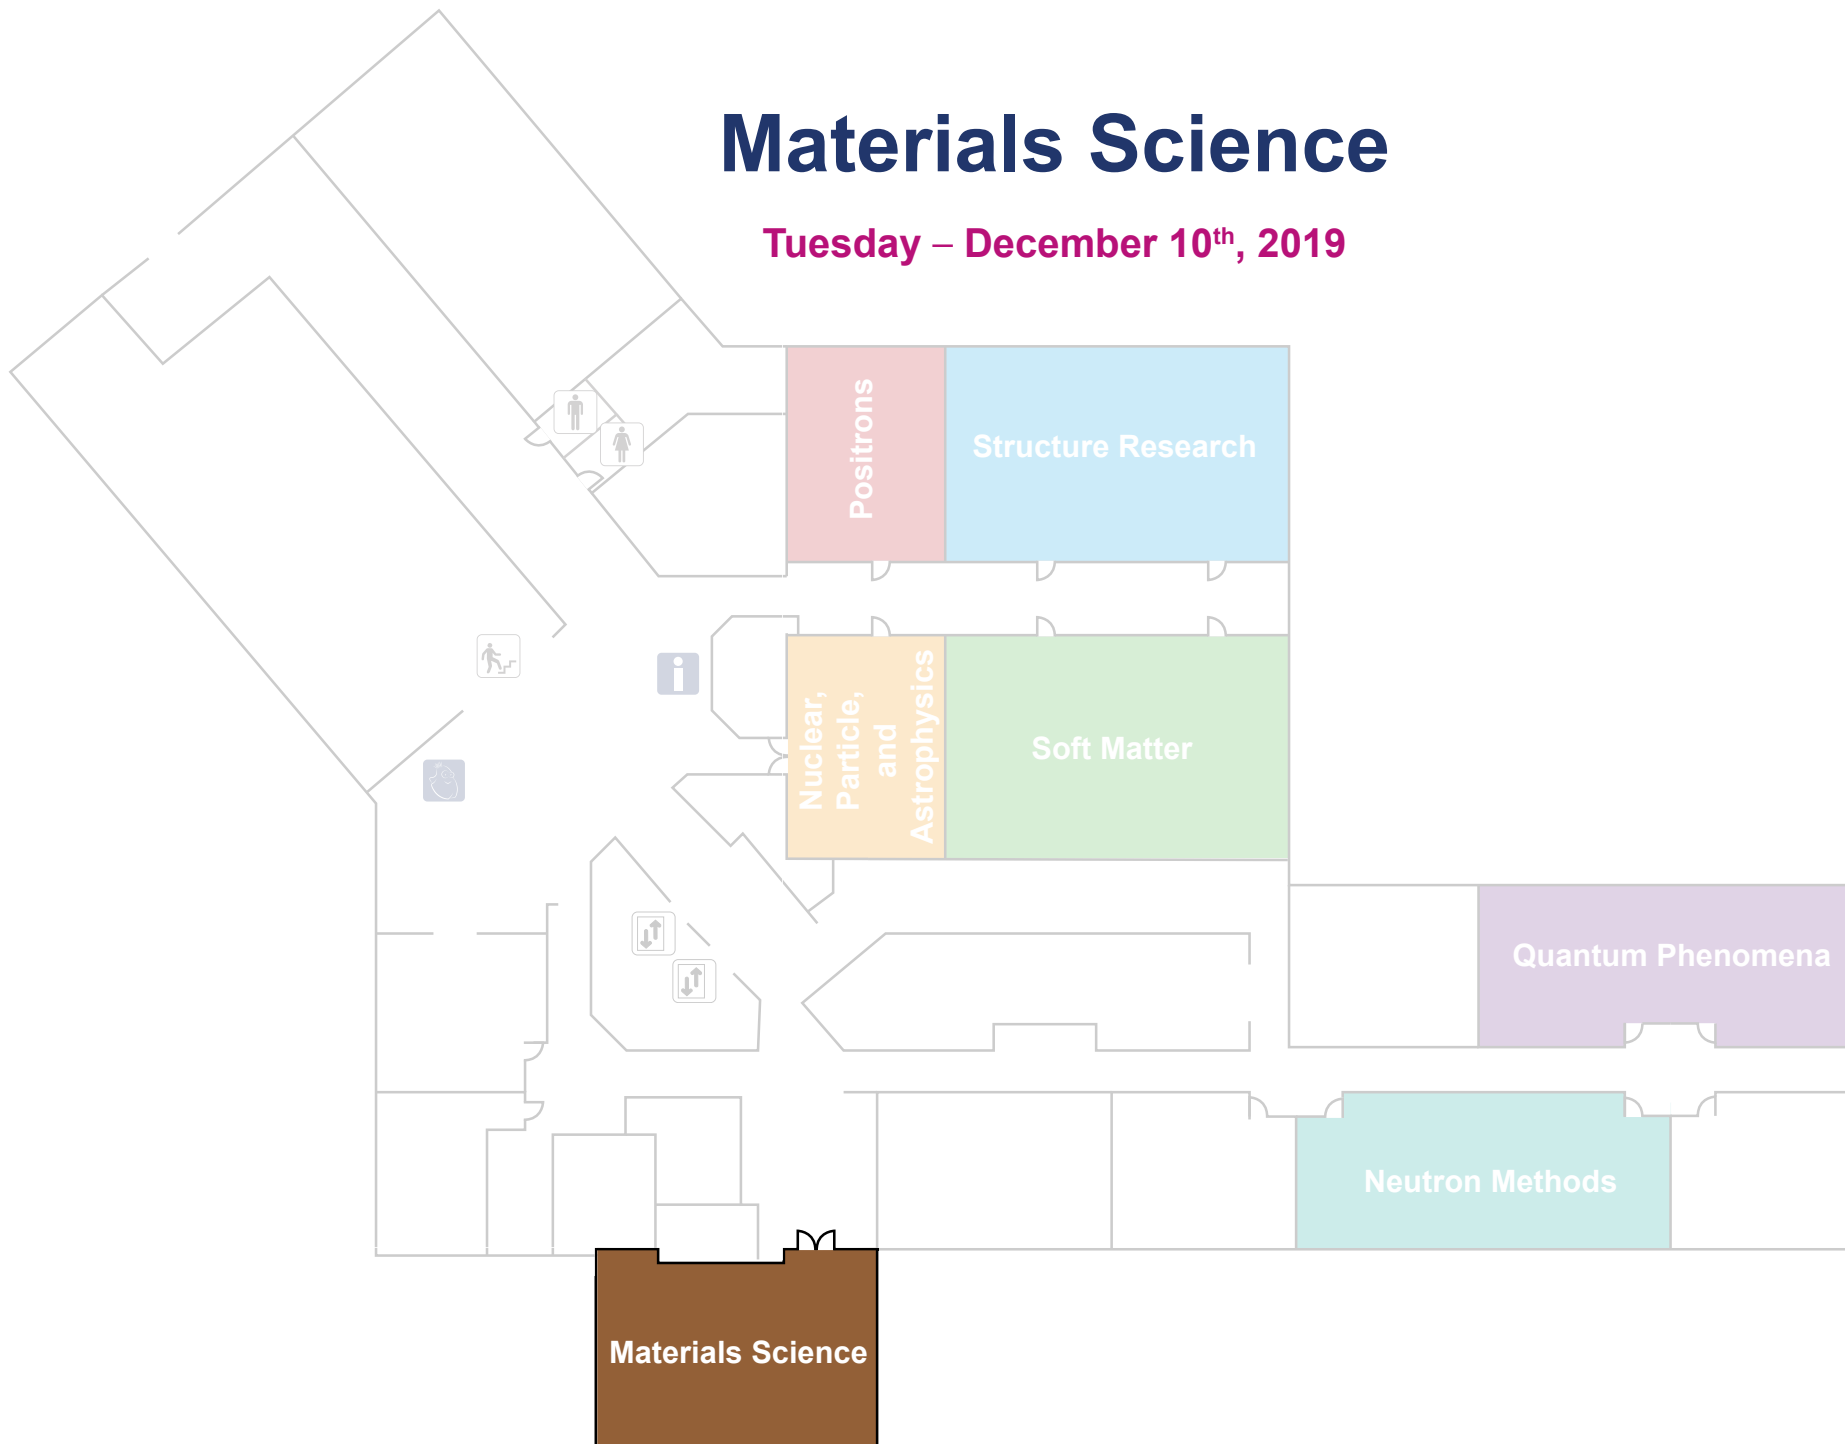 Materials Science
Tuesday – December 10th, 2019
Positrons
Structure Research
Nuclear,
Particle,
and
Astrophysics
Soft Matter
Quantum Phenomena
Neutron Methods
Materials Science